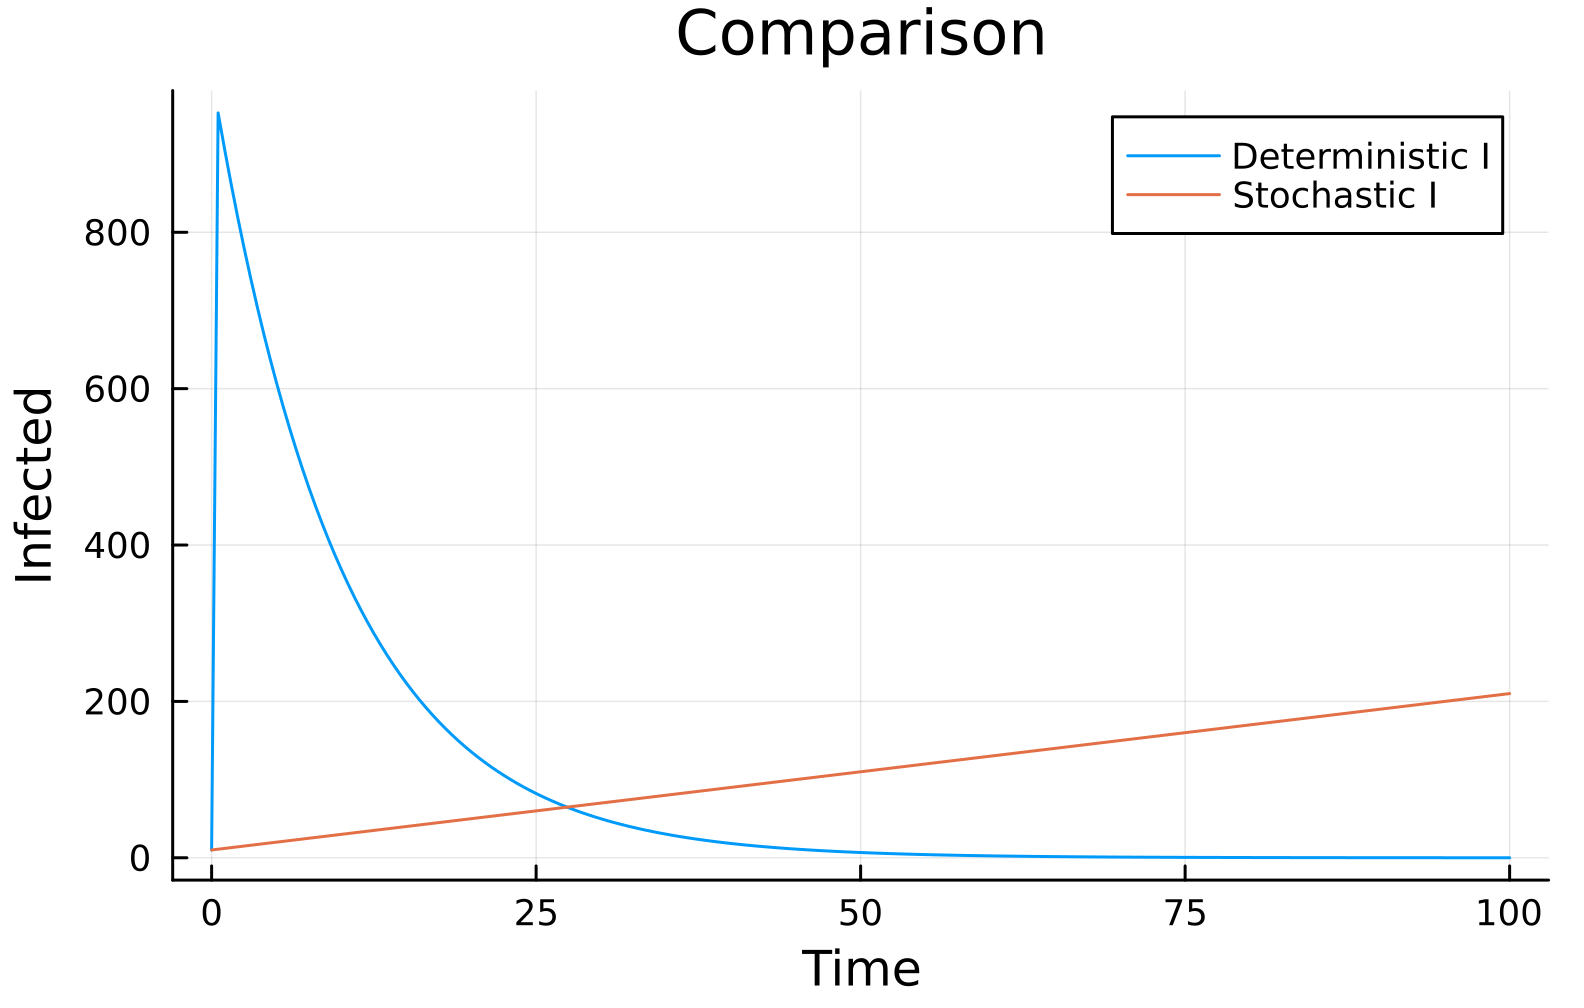 Comparison
Deterministic I
Stochastic I
800
600
400
200
0
Infected
0 25 50 75 100
Time